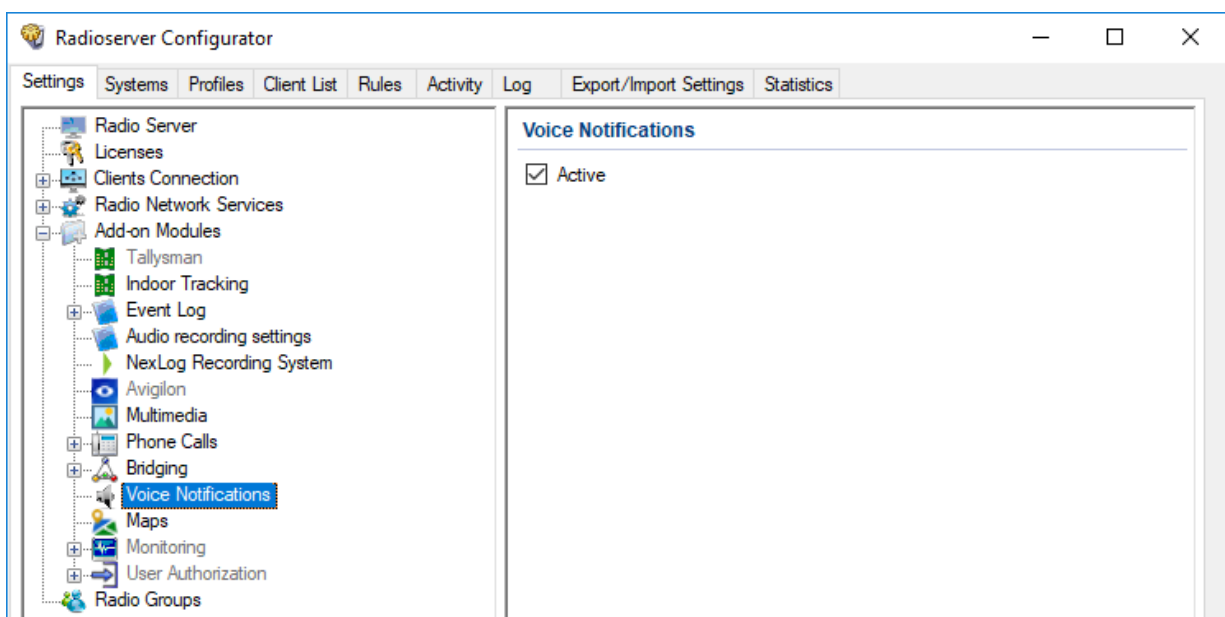 Radioserver Configurator
Settings Systems Profiles Client List Rules Activity Log Export/Import Settings Statistics
Radio Server
Licenses
Clients Connection
Radio Network Services
Add-on Modules
Tallysman
Indoor Tracking
Event Log
Audio recording settings
NexLog Recording System
Avigilon
Multimedia
Phone Calls
Bridging
Voice Notifications
Maps
Monitoring
User Authorization
Radio Groups
Voice Notifications
Active